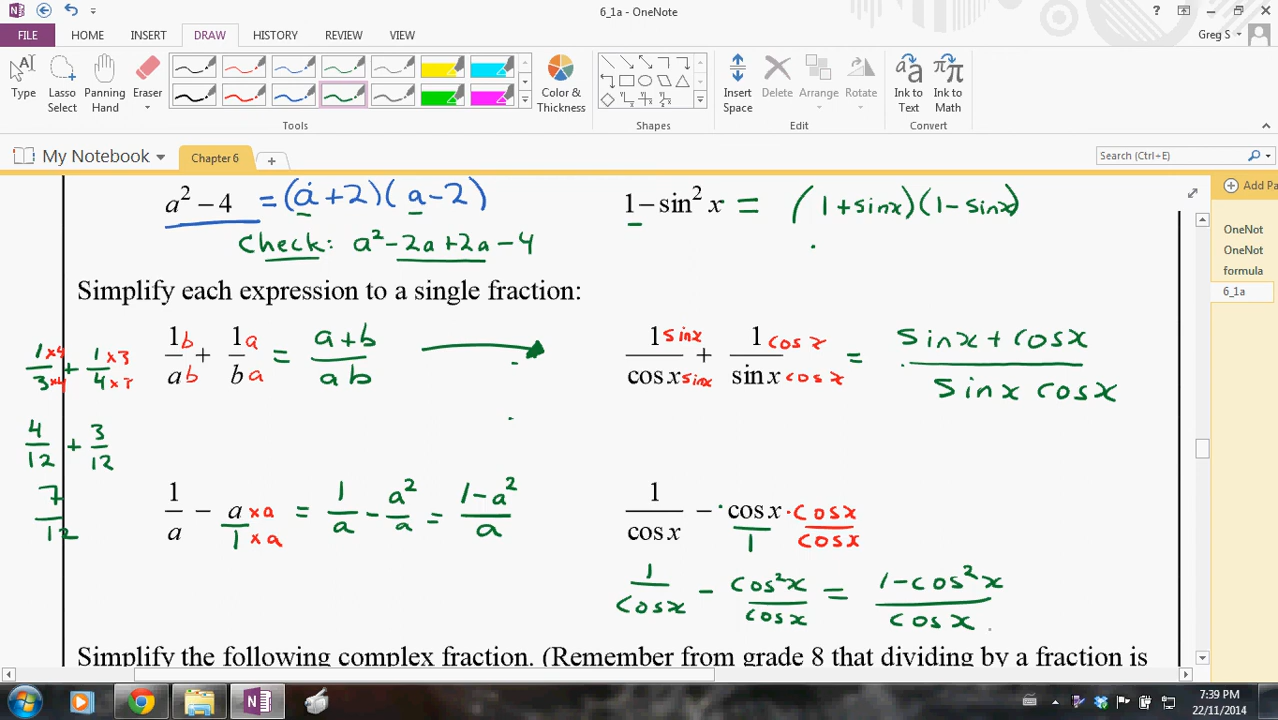 6_1a - OneNote
FILE HOME INSERT DRAW HISTORY REVIEW VIEW Greg S
Type Lasso Select Panning Hand Eraser Color & Thickness Insert Space Delete Arrange Rotate Ink to Text Ink to Math
Tools Shapes Edit Convert
My Notebook Chapter 6 Search (Ctrl+E)
Add Pa
OneNot
OneNot
formula
6_1a
a² − 4 = (a + 2)(a − 2)
1 − sin² x = (1 + sinx)(1 − sinx)
Check: a² − 2a + 2a − 4
Simplify each expression to a single fraction:
1×4/3×4 + 1×3/4×3
4/12 + 3/12
7/12
1b/ab + 1a/ba = a+b/ab
1sinx/cos x sinx + 1cosx/sin x cosx = sinx + cosx/sinx cosx
1/a − a×a/1×a = 1/a − a²/a = 1−a²/a
1/cos x − cos x/1 · cosx/cosx
1/cosx − cos²x/cosx = 1−cos²x/cosx
Simplify the following complex fraction. (Remember from grade 8 that dividing by a fraction is
7:39 PM
22/11/2014